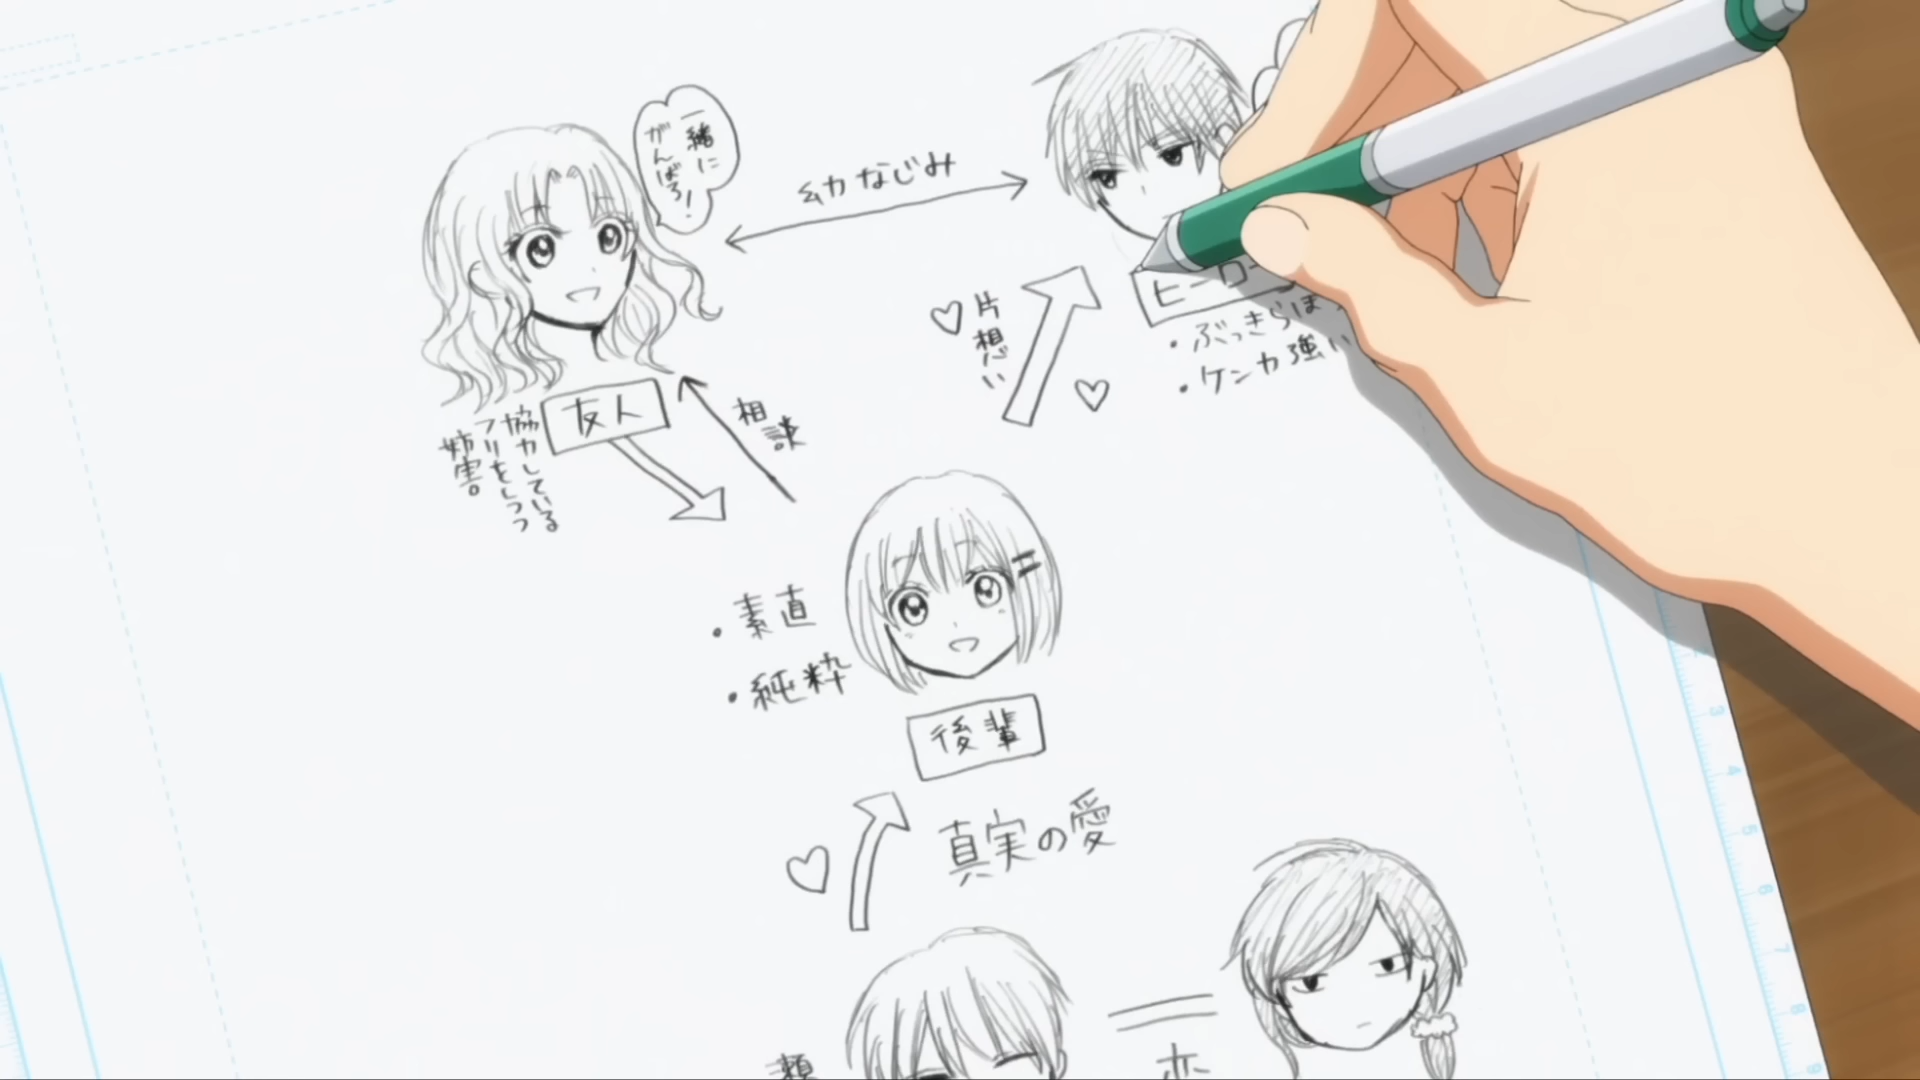 一緒に
がんばろ!
幼なじみ
ヒーロー
・ぶっきらぼ
・ケンカ強い
片想い
友人
協力している
フリをしつつ
妨害。
相談
・素直
・純粋
後輩
真実の愛
瀬